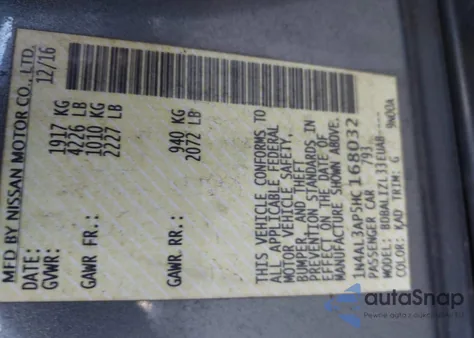 MFD BY NISSAN MOTOR CO., LTD.
DATE: 12/16
GVWR: 1917 KG
4226 LB
GAWR FR.: 1010 KG
2227 LB
GAWR RR.: 940 KG
2072 LB
THIS VEHICLE CONFORMS TO
ALL APPLICABLE FEDERAL
MOTOR VEHICLE SAFETY,
BUMPER, AND THEFT
PREVENTION STANDARDS IN
EFFECT ON THE DATE OF
MANUFACTURE SHOWN ABOVE.
1N4AL3AP5HC168032
PASSENGER CAR 797
MODEL:
COLOR: KAD TRIM: G
autoSnap